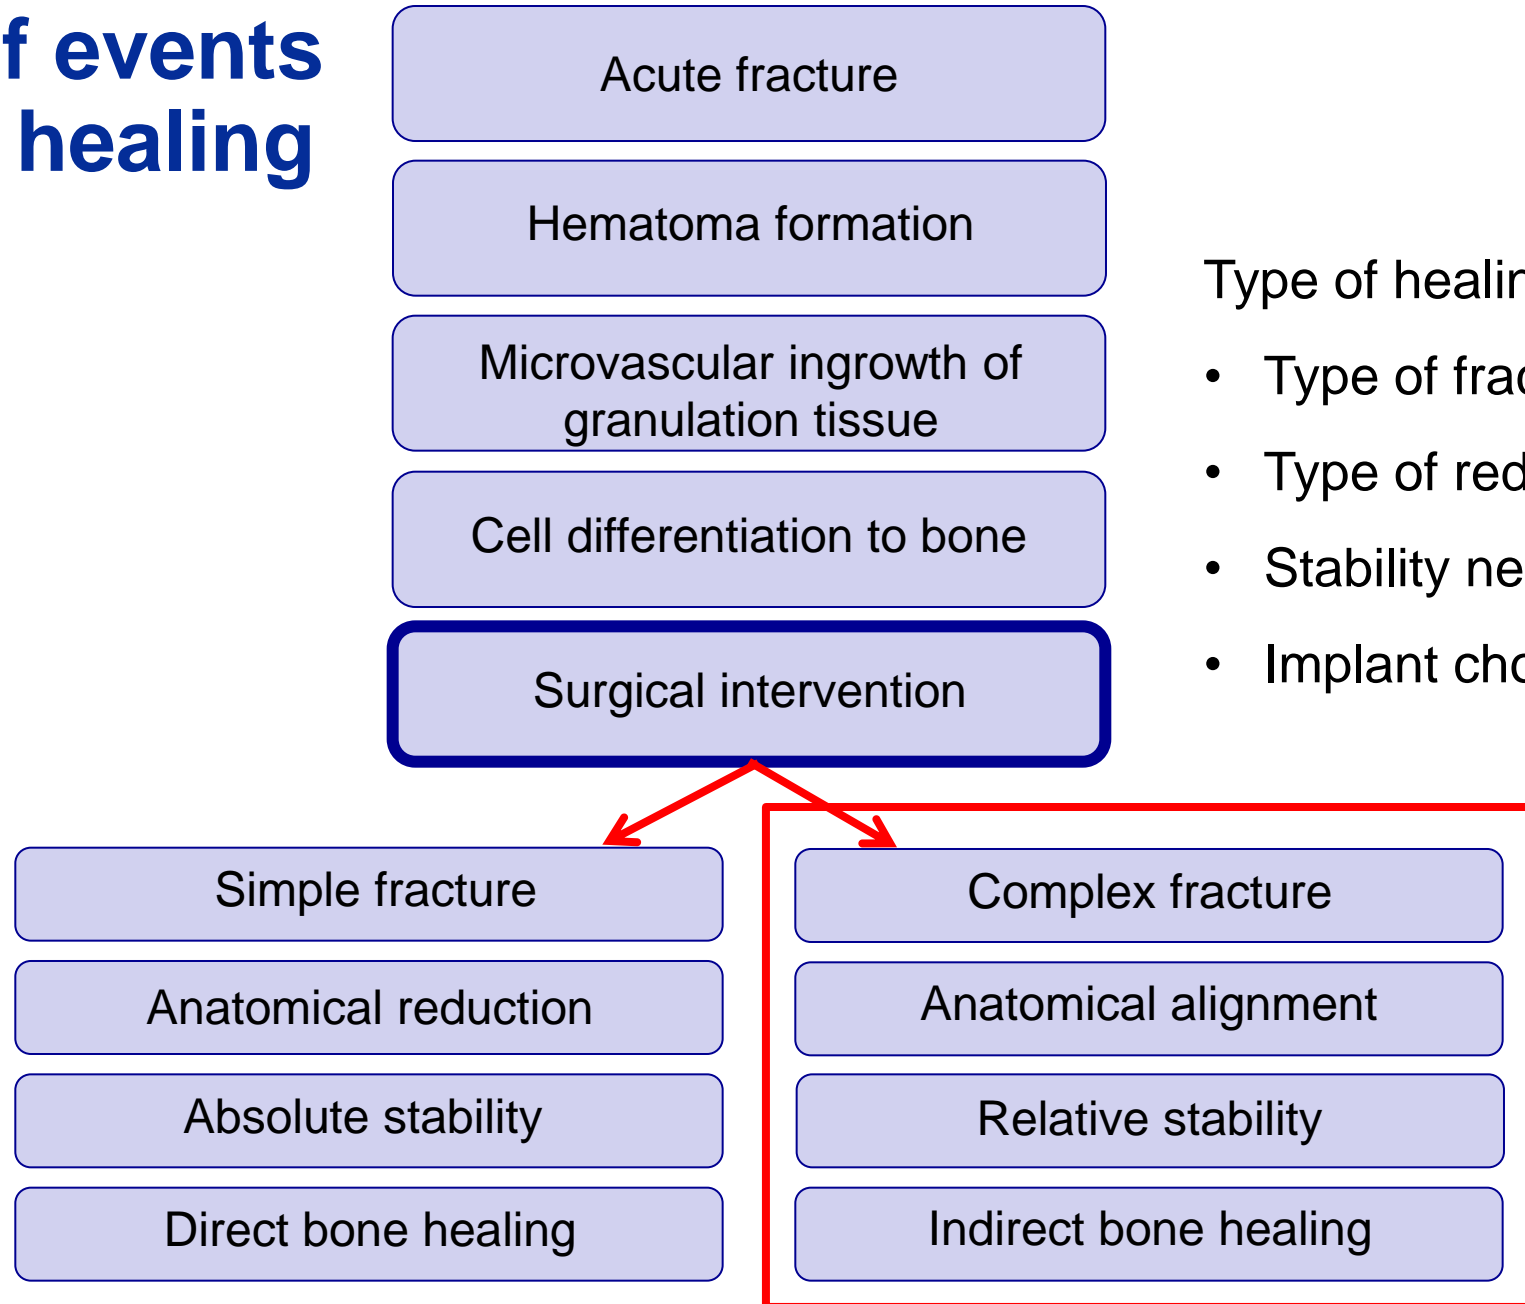 f events
healing
Acute fracture
Hematoma formation
Microvascular ingrowth of
granulation tissue
Cell differentiation to bone
Surgical intervention
Type of healin
• Type of frac
• Type of red
• Stability ne
• Implant cho
Simple fracture
Anatomical reduction
Absolute stability
Direct bone healing
Complex fracture
Anatomical alignment
Relative stability
Indirect bone healing